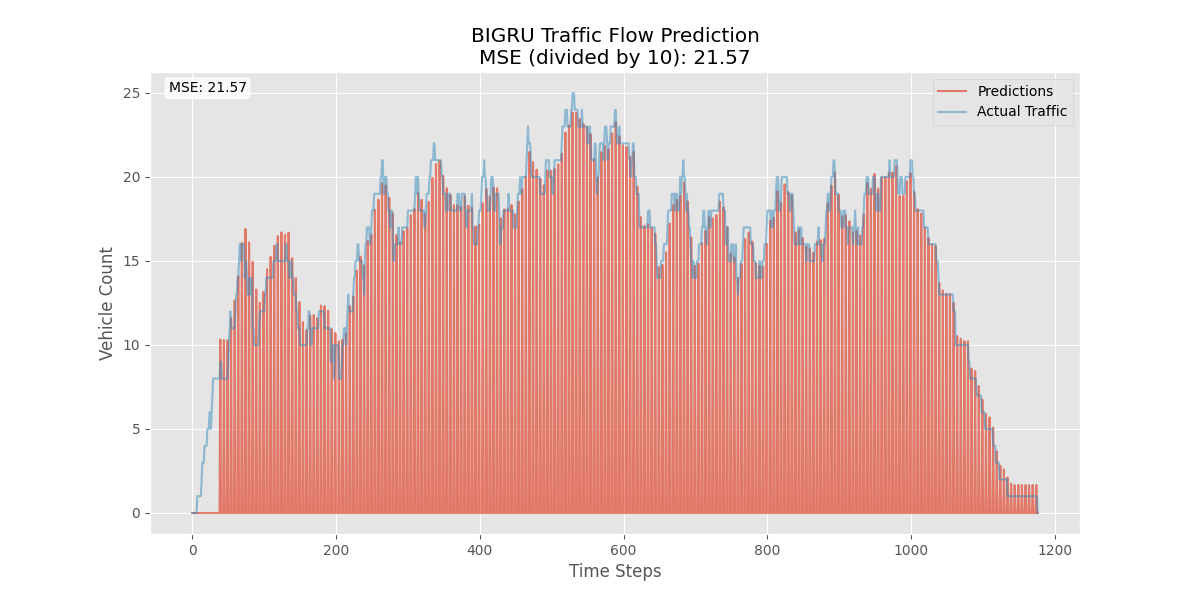 BIGRU Traffic Flow Prediction
MSE (divided by 10): 21.57
MSE: 21.57
Predictions
Actual Traffic
Vehicle Count
25
20
15
10
5
0
0 200 400 600 800 1000 1200
Time Steps